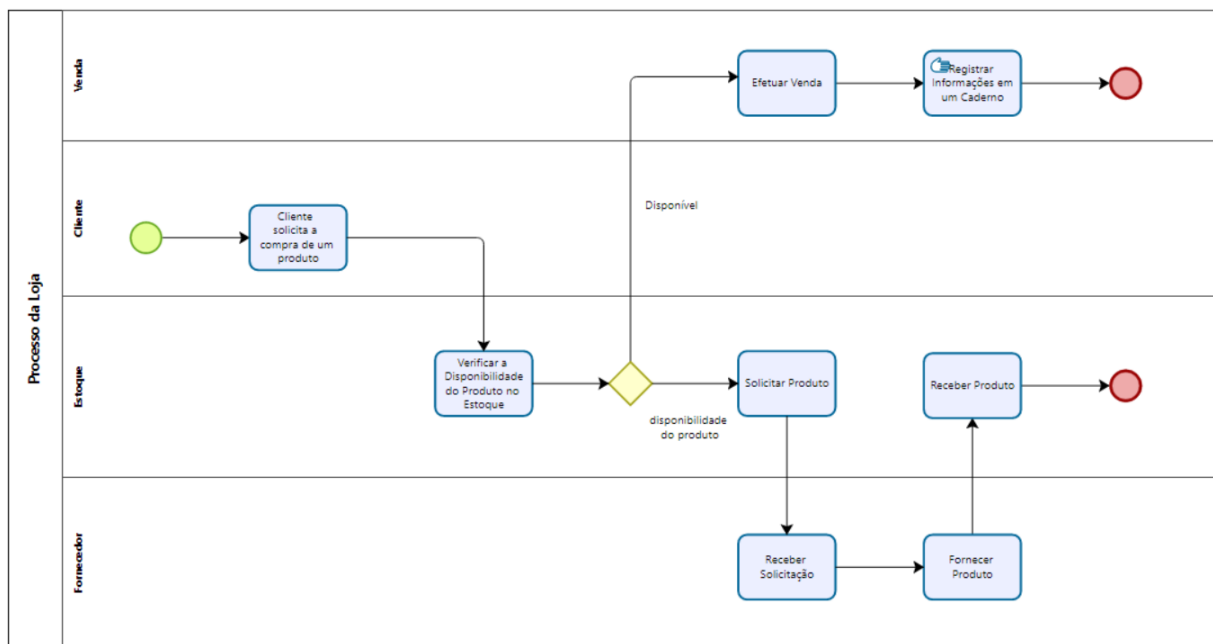 Processo da Loja
Venda
Efetuar Venda
Registrar
Informações em
um Caderno
Cliente
Cliente
solicita a
compra de um
produto
Disponível
Estoque
Verificar a
Disponibilidade
do Produto no
Estoque
disponibilidade
do produto
Solicitar Produto
Receber Produto
Fornecedor
Receber
Solicitação
Fornecer
Produto